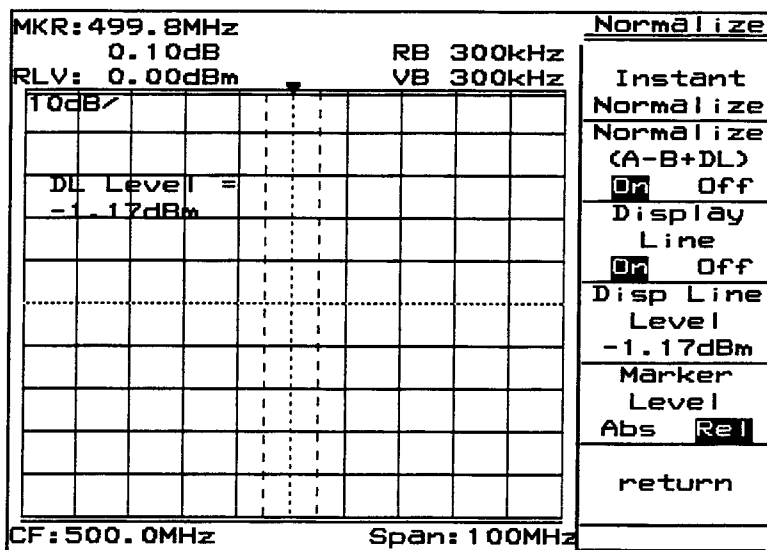 MKR:499.8MHz
0.10dB
RB 300kHz
RLV: 0.00dBm
VB 300kHz
10dB/
DL Level =
-1.17dBm
CF:500.0MHz
Span:100MHz
Normalize
Instant
Normalize
Normalize
(A-B+DL)
On Off
Display
Line
On Off
Disp Line
Level
-1.17dBm
Marker
Level
Abs Rel
return